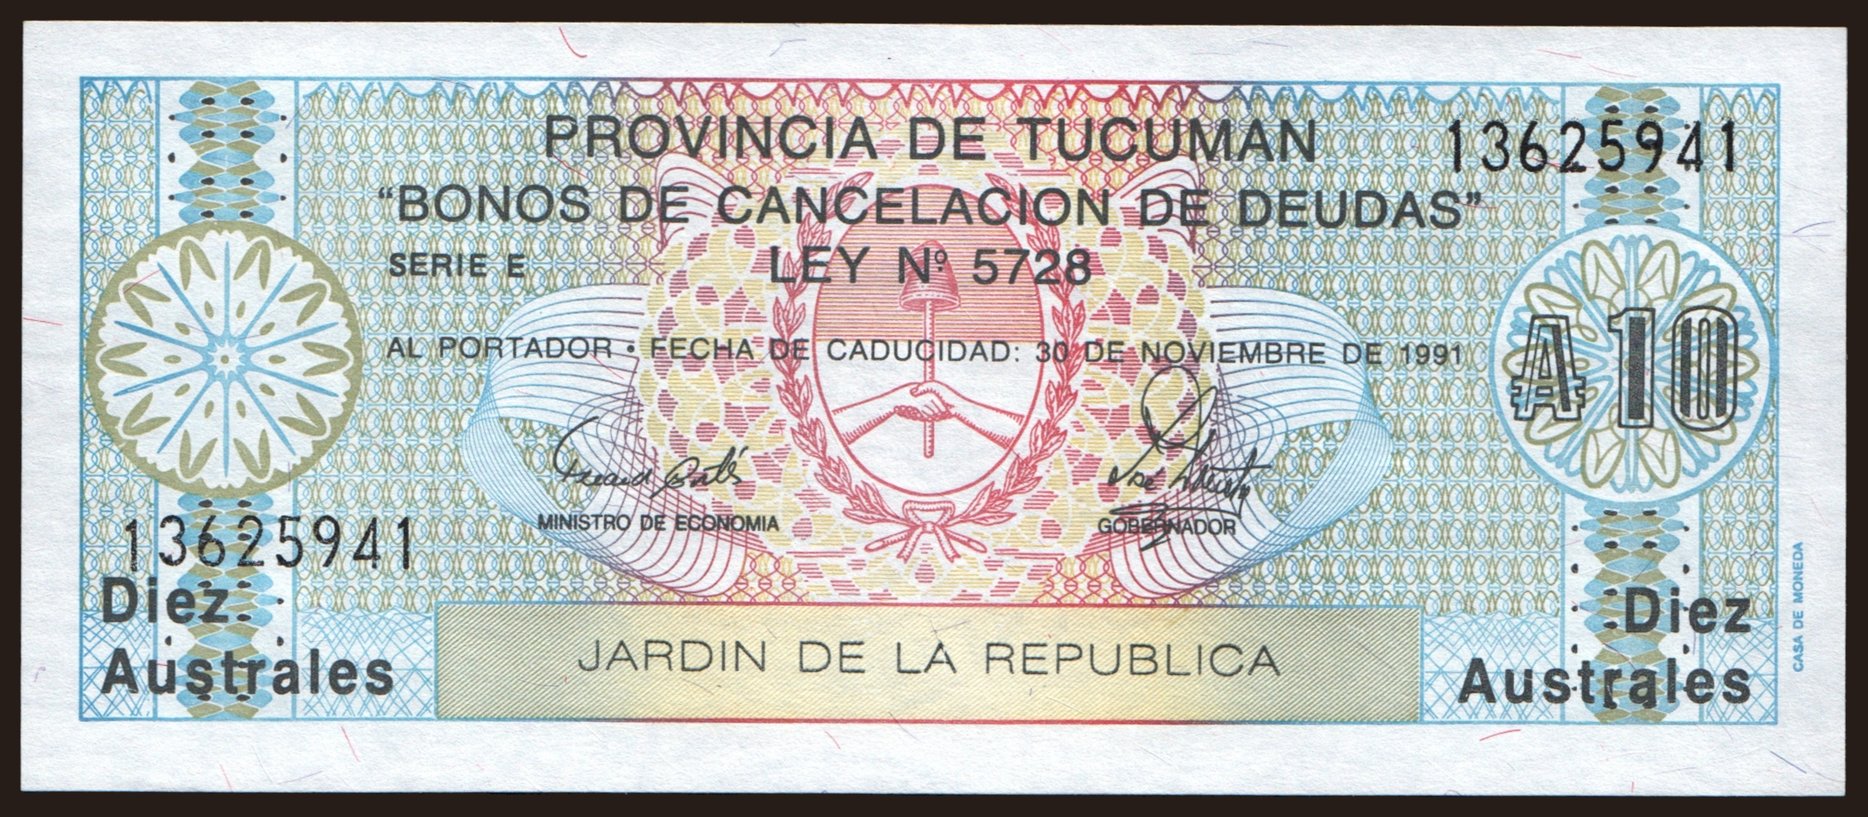 PROVINCIA DE TUCUMAN
13625941
“BONOS DE CANCELACION DE DEUDAS”
SERIE E
LEY Nº 5728
₳10
AL PORTADOR • FECHA DE CADUCIDAD: 30 DE NOVIEMBRE DE 1991
MINISTRO DE ECONOMIA
GOBERNADOR
13625941
Diez
Australes
JARDIN DE LA REPUBLICA
Diez
Australes
CASA DE MONEDA